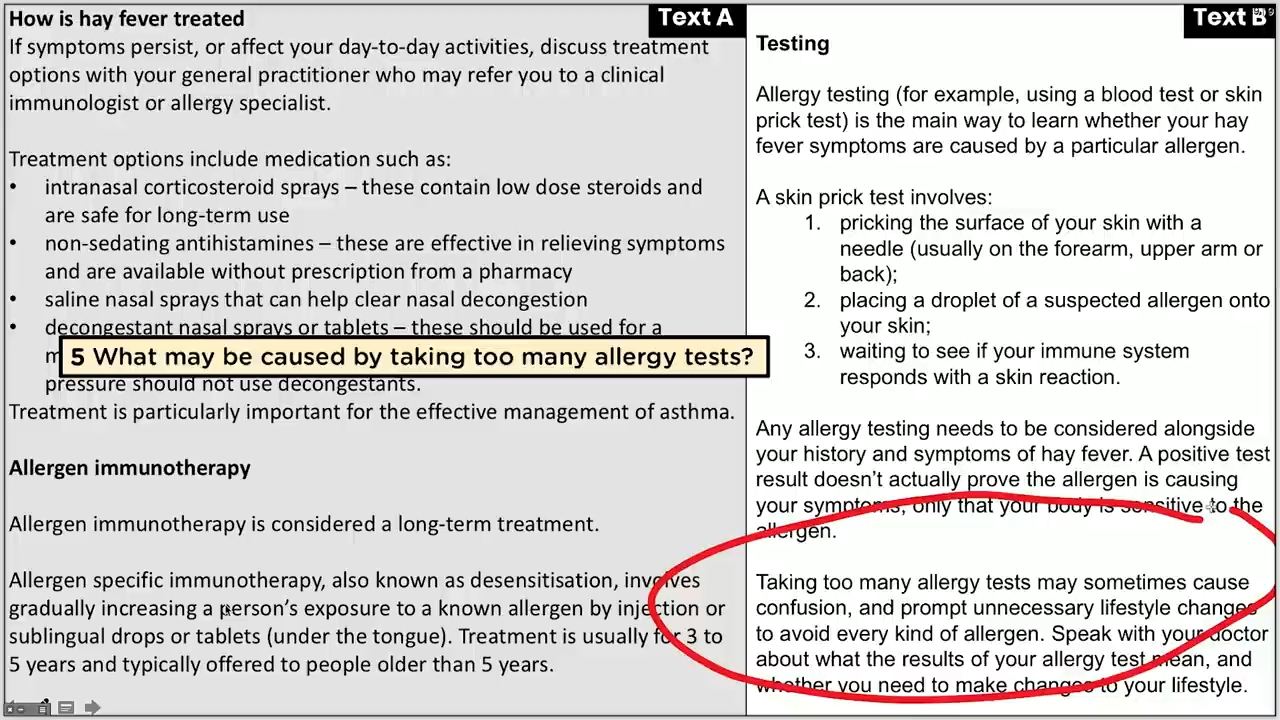 Text A
How is hay fever treated
If symptoms persist, or affect your day-to-day activities, discuss treatment
options with your general practitioner who may refer you to a clinical
immunologist or allergy specialist.
Treatment options include medication such as:
• intranasal corticosteroid sprays – these contain low dose steroids and
are safe for long-term use
• non-sedating antihistamines – these are effective in relieving symptoms
and are available without prescription from a pharmacy
• saline nasal sprays that can help clear nasal decongestion
• decongestant nasal sprays or tablets – these should be used for a
5 What may be caused by taking too many allergy tests?
pressure should not use decongestants.
Treatment is particularly important for the effective management of asthma.
Allergen immunotherapy
Allergen immunotherapy is considered a long-term treatment.
Allergen specific immunotherapy, also known as desensitisation, involves
gradually increasing a person's exposure to a known allergen by injection or
sublingual drops or tablets (under the tongue). Treatment is usually for 3 to
5 years and typically offered to people older than 5 years.
Text B
Testing
Allergy testing (for example, using a blood test or skin
prick test) is the main way to learn whether your hay
fever symptoms are caused by a particular allergen.
A skin prick test involves:
1. pricking the surface of your skin with a
needle (usually on the forearm, upper arm or
back);
2. placing a droplet of a suspected allergen onto
your skin;
3. waiting to see if your immune system
responds with a skin reaction.
Any allergy testing needs to be considered alongside
your history and symptoms of hay fever. A positive test
result doesn't actually prove the allergen is causing
your symptoms, only that your body is sensitive to the
allergen.
Taking too many allergy tests may sometimes cause
confusion, and prompt unnecessary lifestyle changes
to avoid every kind of allergen. Speak with your doctor
about what the results of your allergy test mean, and
whether you need to make changes to your lifestyle.